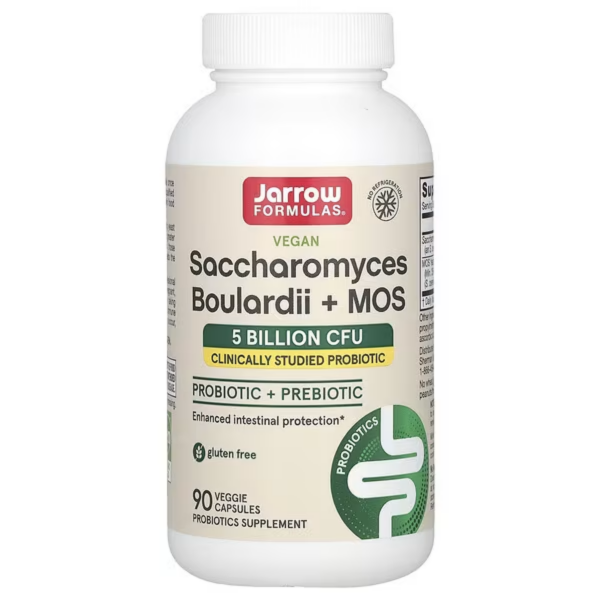 Jarrow
FORMULAS®
NO REFRIGERATION
VEGAN
Saccharomyces
Boulardii + MOS
5 BILLION CFU
CLINICALLY STUDIED PROBIOTIC
PROBIOTIC + PREBIOTIC
Enhanced intestinal protection*
gluten free
PROBIOTICS
90 VEGGIE
CAPSULES
PROBIOTICS SUPPLEMENT